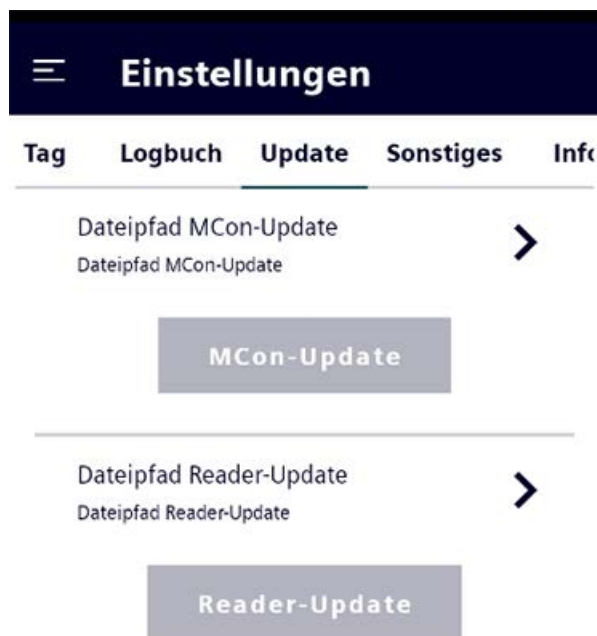 Einstellungen
Tag Logbuch Update Sonstiges
Dateipfad MCon-Update
Dateipfad MCon-Update
MCon-Update
Dateipfad Reader-Update
Dateipfad Reader-Update
Reader-Update